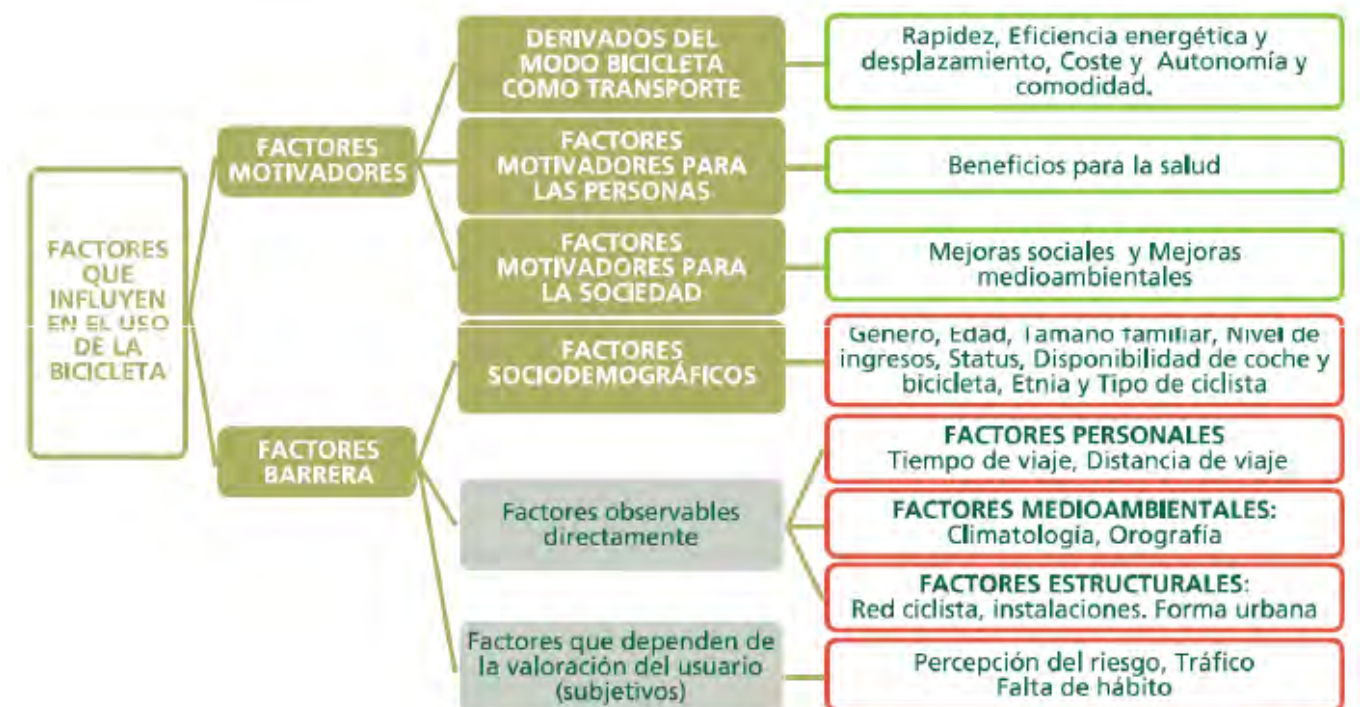 FACTORES
QUE
INFLUYEN
EN EL USO
DE LA
BICICLETA
FACTORES
MOTIVADORES
DERIVADOS DEL
MODO BICICLETA
COMO TRANSPORTE
Rapidez, Eficiencia energética y
desplazamiento, Coste y Autonomía y
comodidad.
FACTORES
MOTIVADORES PARA
LAS PERSONAS
Beneficios para la salud
FACTORES
MOTIVADORES PARA
LA SOCIEDAD
Mejoras sociales y Mejoras
medioambientales
FACTORES
BARRERA
FACTORES
SOCIODEMOGRÁFICOS
Género, Edad, Tamaño familiar, Nivel de
ingresos, Status, Disponibilidad de coche y
bicicleta, Etnia y Tipo de ciclista
Factores observables
directamente
FACTORES PERSONALES
Tiempo de viaje, Distancia de viaje
FACTORES MEDIOAMBIENTALES:
Climatología, Orografía
FACTORES ESTRUCTURALES:
Red ciclista, instalaciones. Forma urbana
Factores que dependen de
la valoración del usuario
(subjetivos)
Percepción del riesgo, Tráfico
Falta de hábito